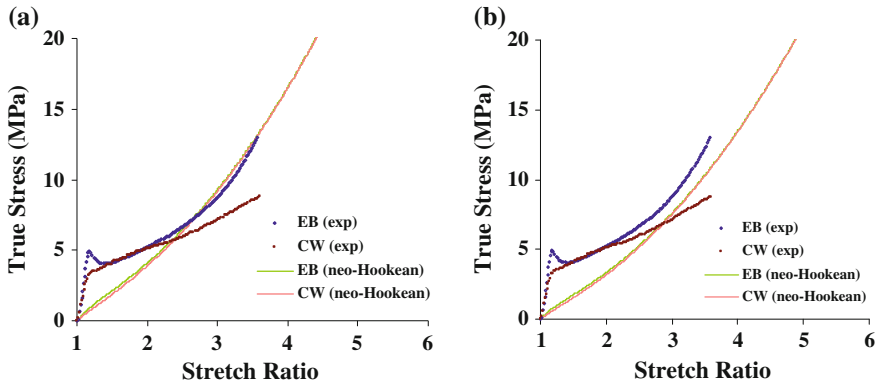 (a)
True Stress (MPa)
20
15
10
5
0
1 2 3 4 5 6
Stretch Ratio
EB (exp)
CW (exp)
EB (neo-Hookean)
CW (neo-Hookean)
(b)
True Stress (MPa)
20
15
10
5
0
1 2 3 4 5 6
Stretch Ratio
EB (exp)
CW (exp)
EB (neo-Hookean)
CW (neo-Hookean)